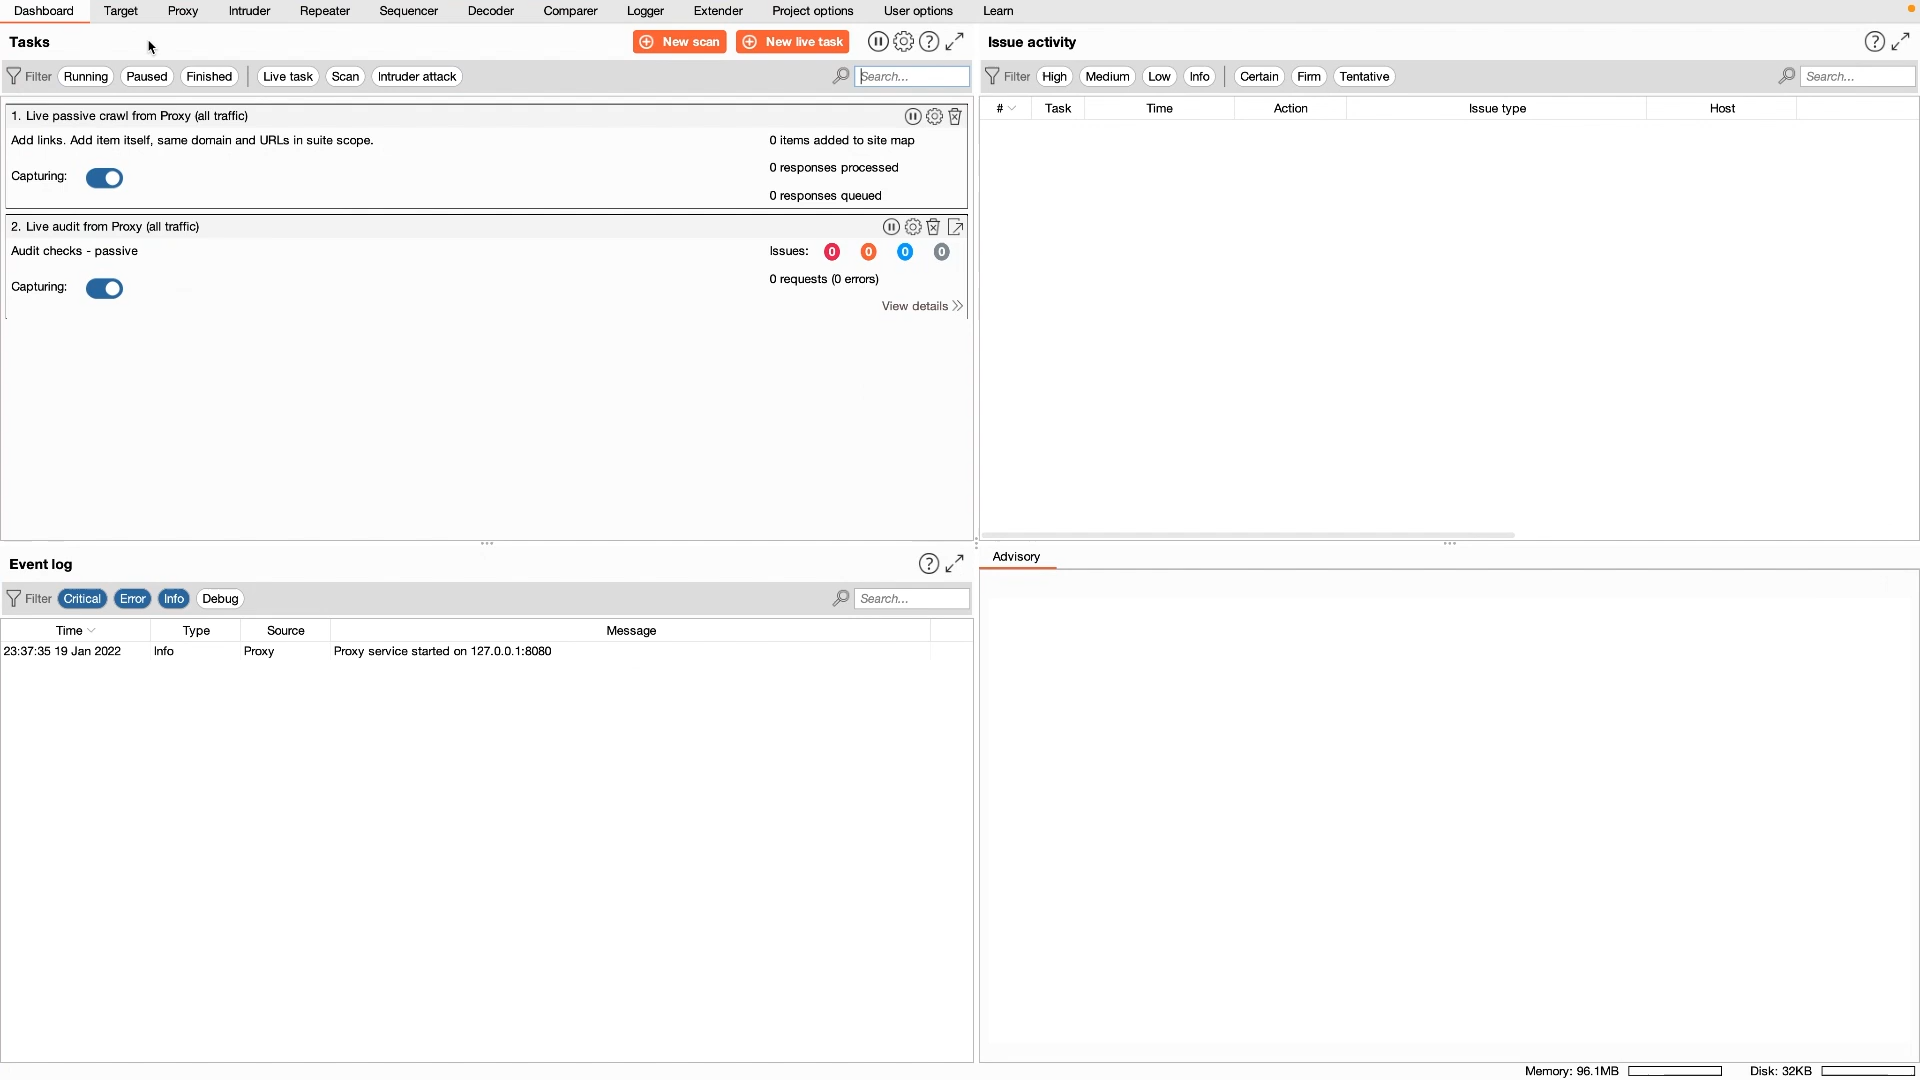 Dashboard Target Proxy Intruder Repeater Sequencer Decoder Comparer Logger Extender Project options User options Learn
Tasks New scan New live task
Filter Running Paused Finished Live task Scan Intruder attack Search...
1. Live passive crawl from Proxy (all traffic)
Add links. Add item itself, same domain and URLs in suite scope. 0 items added to site map
0 responses processed
Capturing:
0 responses queued
2. Live audit from Proxy (all traffic)
Audit checks - passive Issues: 0 0 0 0
0 requests (0 errors)
Capturing:
View details
Issue activity
Filter High Medium Low Info Certain Firm Tentative Search...
# Task Time Action Issue type Host
Event log
Filter Critical Error Info Debug Search...
Time Type Source Message
23:37:35 19 Jan 2022 Info Proxy Proxy service started on 127.0.0.1:8080
Advisory
Memory: 96.1MB Disk: 32KB